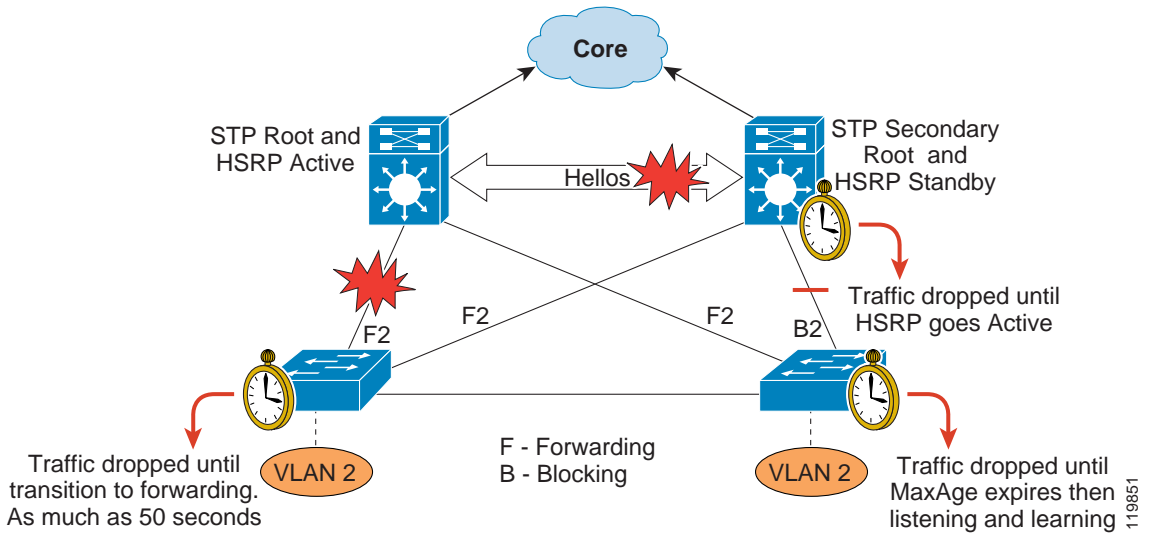 Core
STP Root and
HSRP Active
STP Secondary
Root and
HSRP Standby
Hellos
Traffic dropped until
HSRP goes Active
F2
F2
F2
B2
Traffic dropped until
transition to forwarding.
As much as 50 seconds
VLAN 2
F - Forwarding
B - Blocking
VLAN 2
Traffic dropped until
MaxAge expires then
listening and learning
119851